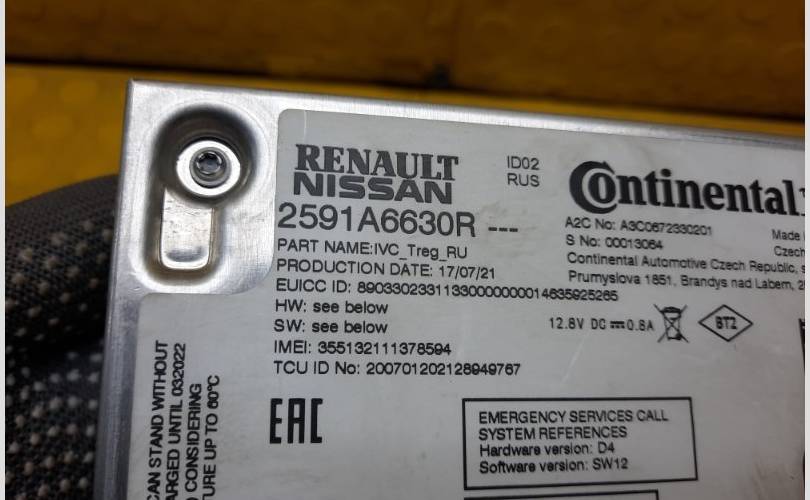 RENAULT
NISSAN
ID02
RUS
Continental
2591A6630R ---
PART NAME:IVC_Treg_RU
PRODUCTION DATE: 17/07/21
EUICC ID: 89033023311330000000014635925265
HW: see below
SW: see below
IMEI: 355132111378594
TCU ID No: 200701202128949767
A2C No: A3C0672330201
S No: 00013064
Made
Czech
Continental Automotive Czech Republic, s
Prumyslova 1851, Brandys nad Labem, 2
12.8V DC ⎓ 0.8A
BT2
EAC
EMERGENCY SERVICES CALL
SYSTEM REFERENCES
Hardware version: D4
Software version: SW12
CAN STAND WITHOUT
ARGED UNTIL 032022
O CONSIDERING
TURE UP TO 60°C